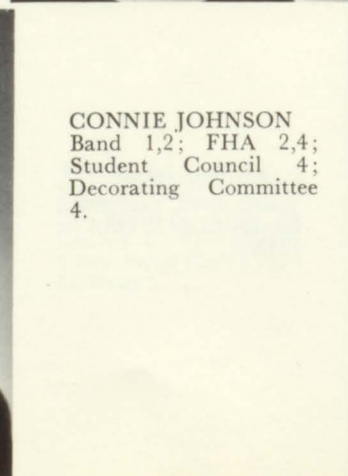 CONNIE JOHNSON
Band 1,2; FHA 2,4;
Student Council 4;
Decorating Committee
4.